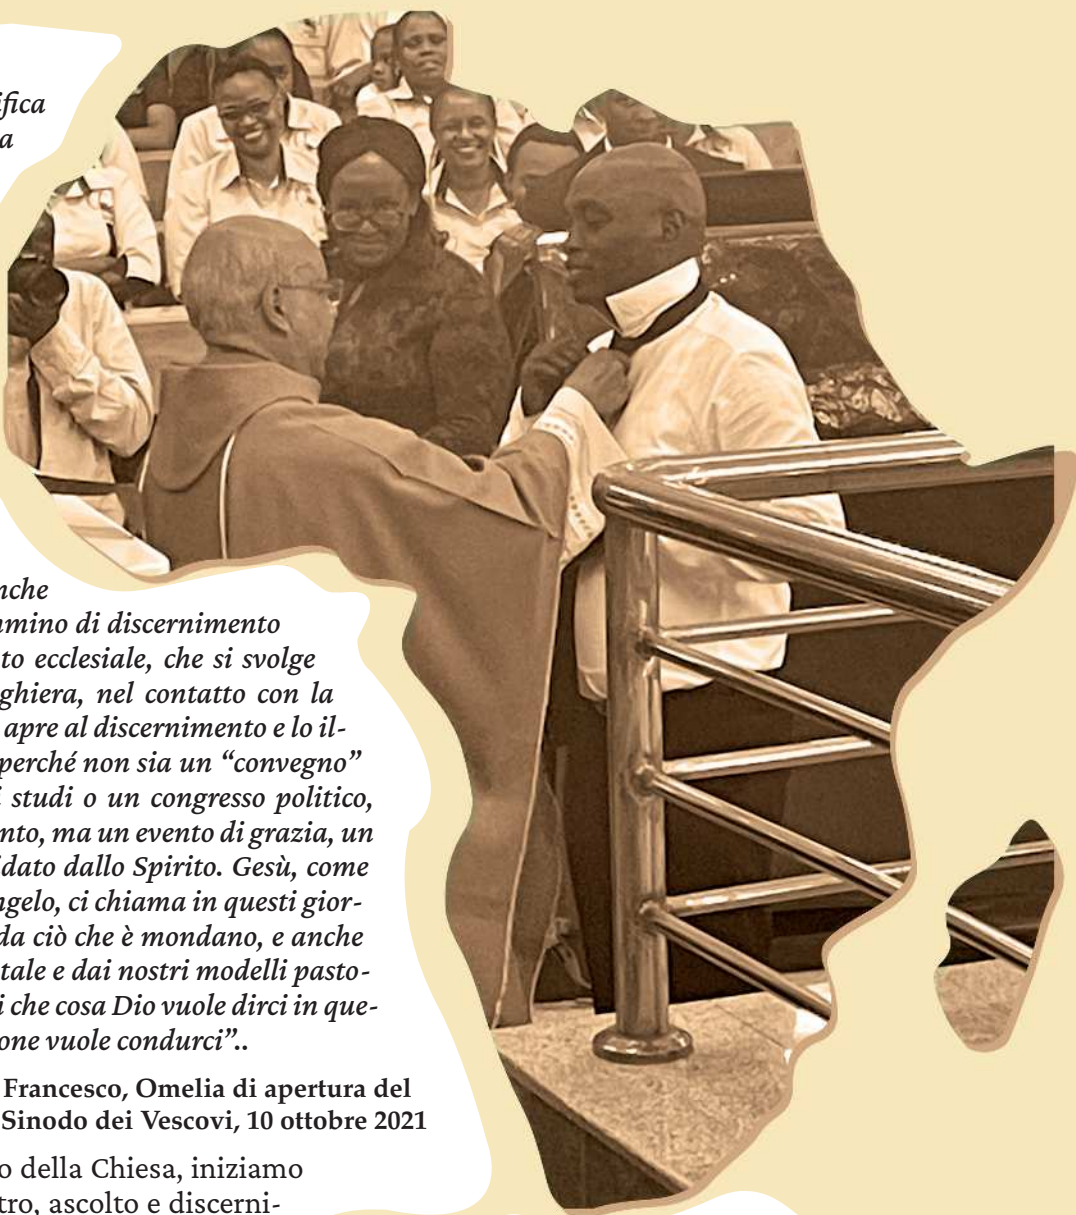 ifica
a
nche
mmino di discernimento
to ecclesiale, che si svolge
ghiera, nel contatto con la
apre al discernimento e lo il-
perché non sia un “convegno”
i studi o un congresso politico,
nto, ma un evento di grazia, un
idato dallo Spirito. Gesù, come
ngelo, ci chiama in questi gior-
da ciò che è mondano, e anche
tale e dai nostri modelli pasto-
i che cosa Dio vuole dirci in que-
one vuole condurci”..
Francesco, Omelia di apertura del
Sinodo dei Vescovi, 10 ottobre 2021
o della Chiesa, iniziamo
tro, ascolto e discerni-